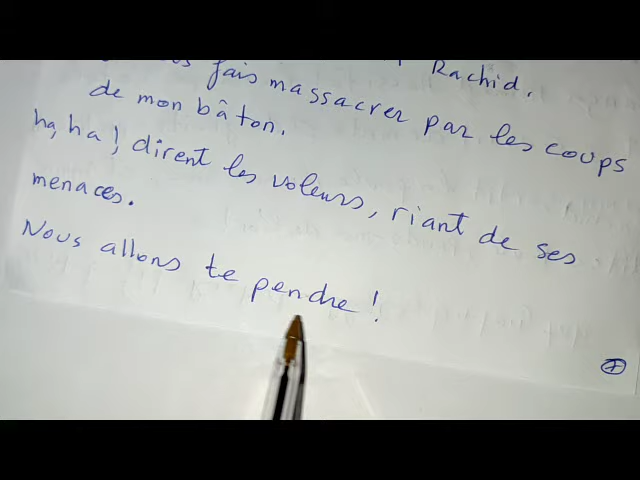 fais massacrer par les coups Rachid.
de mon bâton.
ha, ha !, dirent les voleurs, riant de ses
menaces.
Nous allons te pendre !
7